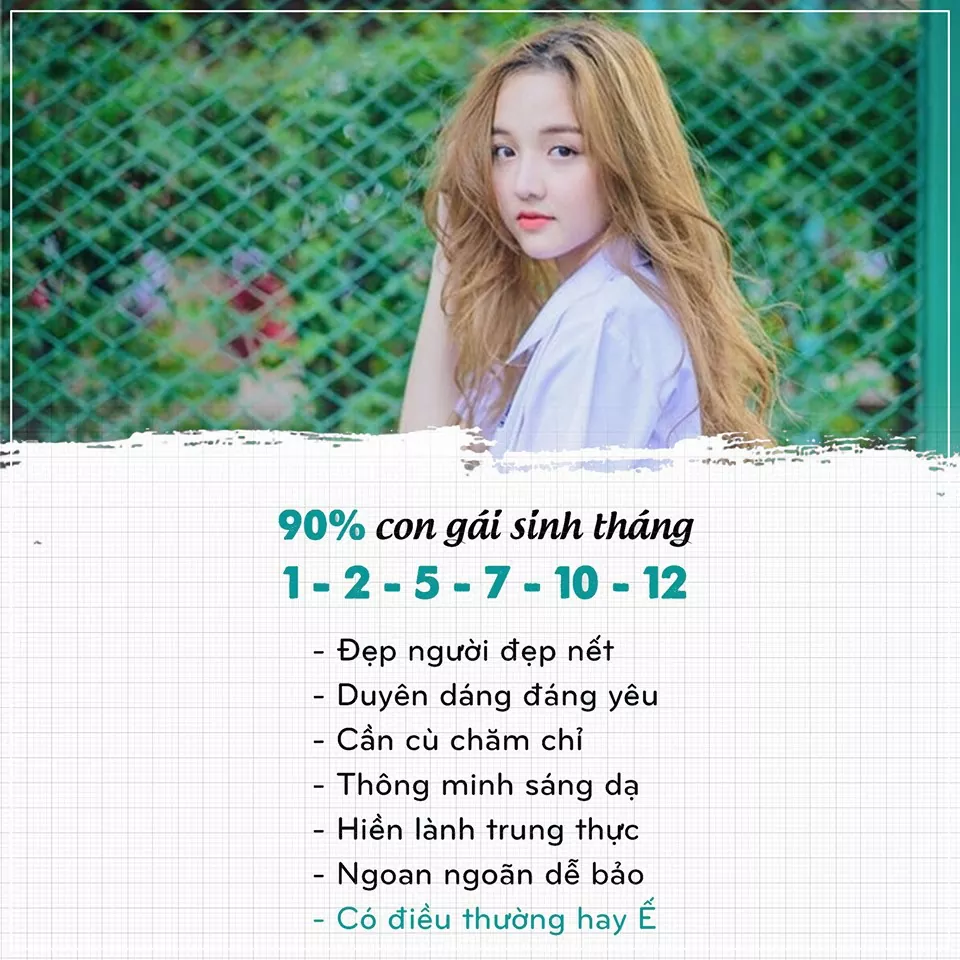 90% con gái sinh tháng
1 - 2 - 5 - 7 - 10 - 12
- Đẹp người đẹp nết
- Duyên dáng đáng yêu
- Cần cù chăm chỉ
- Thông minh sáng dạ
- Hiền lành trung thực
- Ngoan ngoãn dễ bảo
- Có điều thường hay Ế